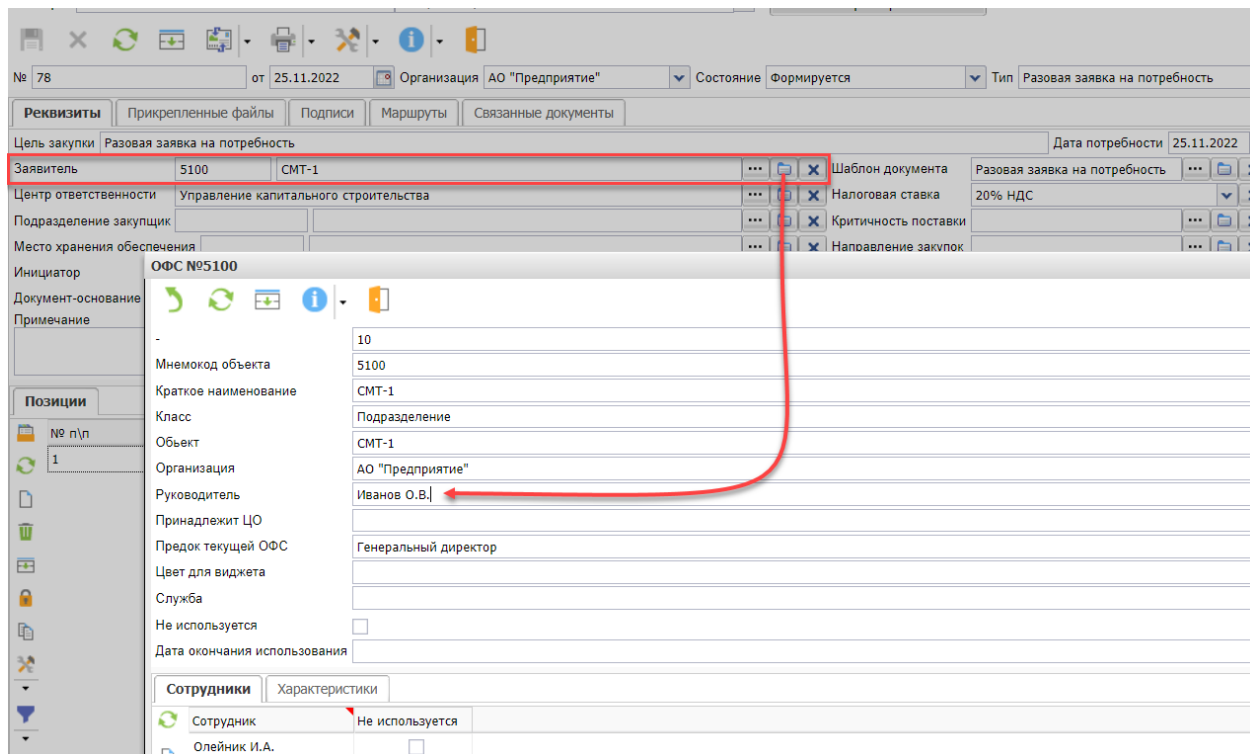 № 78 от 25.11.2022 Организация АО "Предприятие" Состояние Формируется Тип Разовая заявка на потребность
Реквизиты Прикрепленные файлы Подписи Маршруты Связанные документы
Цель закупки Разовая заявка на потребность Дата потребности 25.11.2022
Заявитель 5100 СМТ-1 Шаблон документа Разовая заявка на потребность
Центр ответственности Управление капитального строительства Налоговая ставка 20% НДС
Подразделение закупщик Критичность поставки
Место хранения обеспечения Направление закупок
Инициатор
Документ-основание
Примечание
Позиции
№ п\п
1
ОФС №5100
- 10
Мнемокод объекта 5100
Краткое наименование СМТ-1
Класс Подразделение
Обьект СМТ-1
Организация АО "Предприятие"
Руководитель Иванов О.В.
Принадлежит ЦО
Предок текущей ОФС Генеральный директор
Цвет для виджета
Служба
Не используется
Дата окончания использования
Сотрудники Характеристики
Сотрудник Не используется
Олейник И.А.